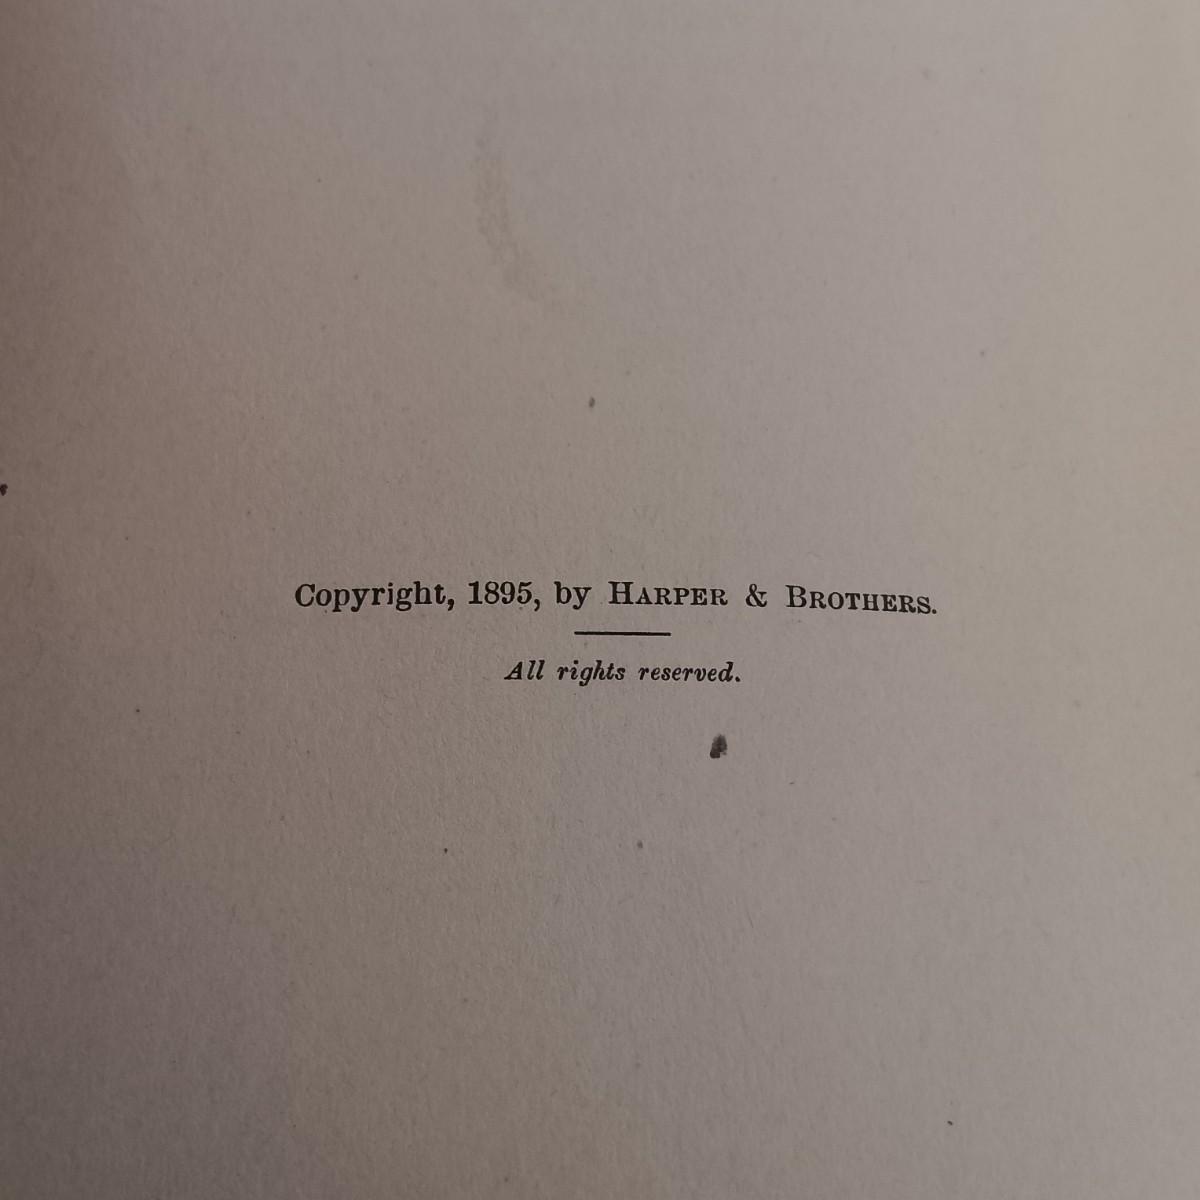 Copyright, 1895, by HARPER & BROTHERS.
All rights reserved.